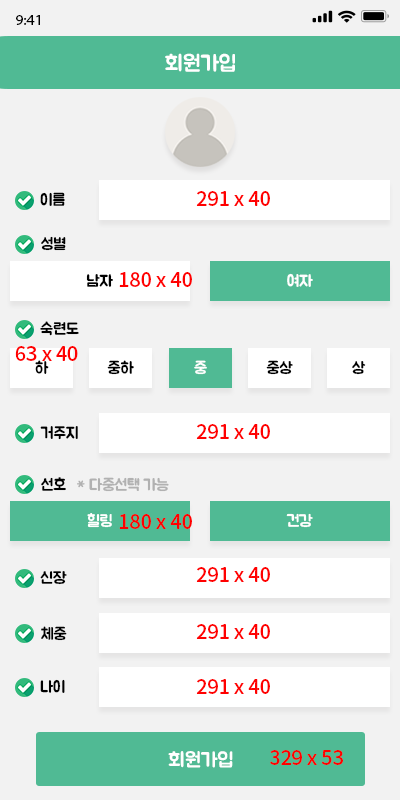 9:41
회원가입
이름 291 x 40
성별
남자 180 x 40 여자
숙련도
63 x 40
하 중하 중 중상 상
거주지 291 x 40
선호 * 다중선택 가능
힐링 180 x 40 건강
신장 291 x 40
체중 291 x 40
나이 291 x 40
회원가입 329 x 53